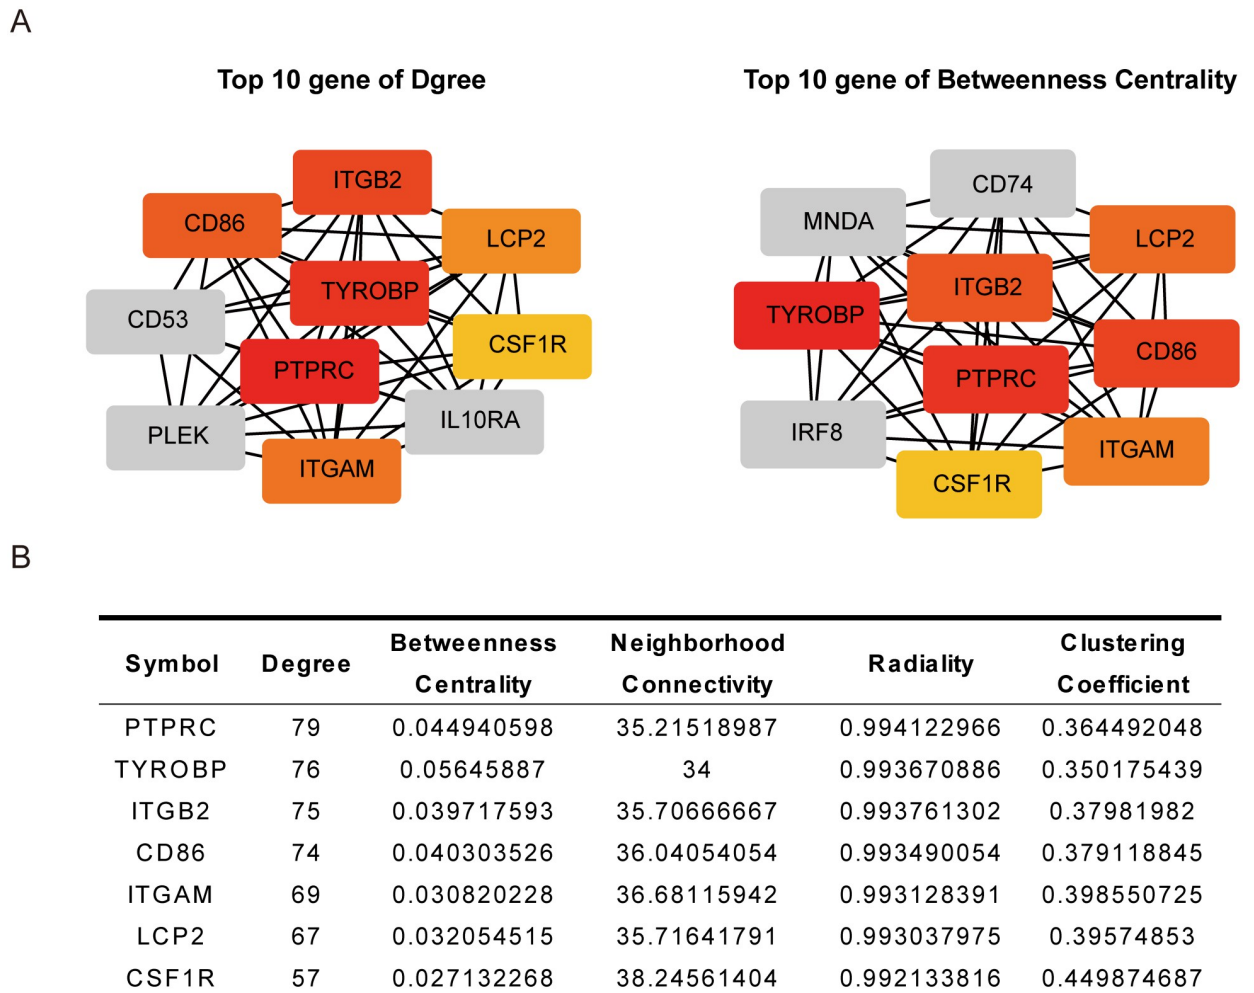 A
Top 10 gene of Dgree
ITGB2
CD86
LCP2
TYROBP
CD53
CSF1R
PTPRC
IL10RA
PLEK
ITGAM
Top 10 gene of Betweenness Centrality
CD74
MNDA
LCP2
ITGB2
TYROBP
CD86
PTPRC
IRF8
ITGAM
CSF1R
B
Symbol Degree Betweenness Centrality Neighborhood Connectivity Radiality Clustering Coefficient
PTPRC 79 0.044940598 35.21518987 0.994122966 0.364492048
TYROBP 76 0.05645887 34 0.993670886 0.350175439
ITGB2 75 0.039717593 35.70666667 0.993761302 0.37981982
CD86 74 0.040303526 36.04054054 0.993490054 0.379118845
ITGAM 69 0.030820228 36.68115942 0.993128391 0.398550725
LCP2 67 0.032054515 35.71641791 0.993037975 0.39574853
CSF1R 57 0.027132268 38.24561404 0.992133816 0.449874687